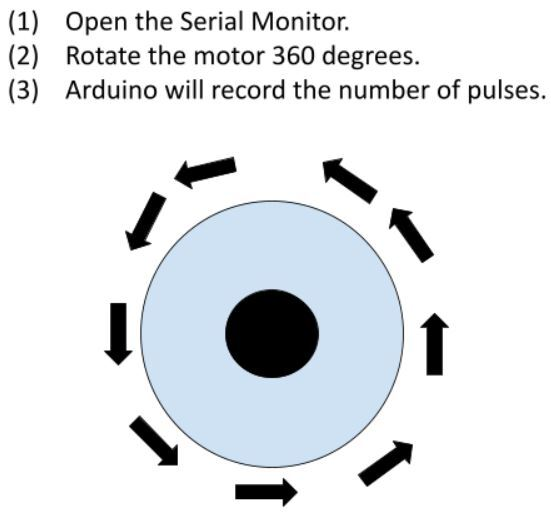 (1) Open the Serial Monitor.
(2) Rotate the motor 360 degrees.
(3) Arduino will record the number of pulses.